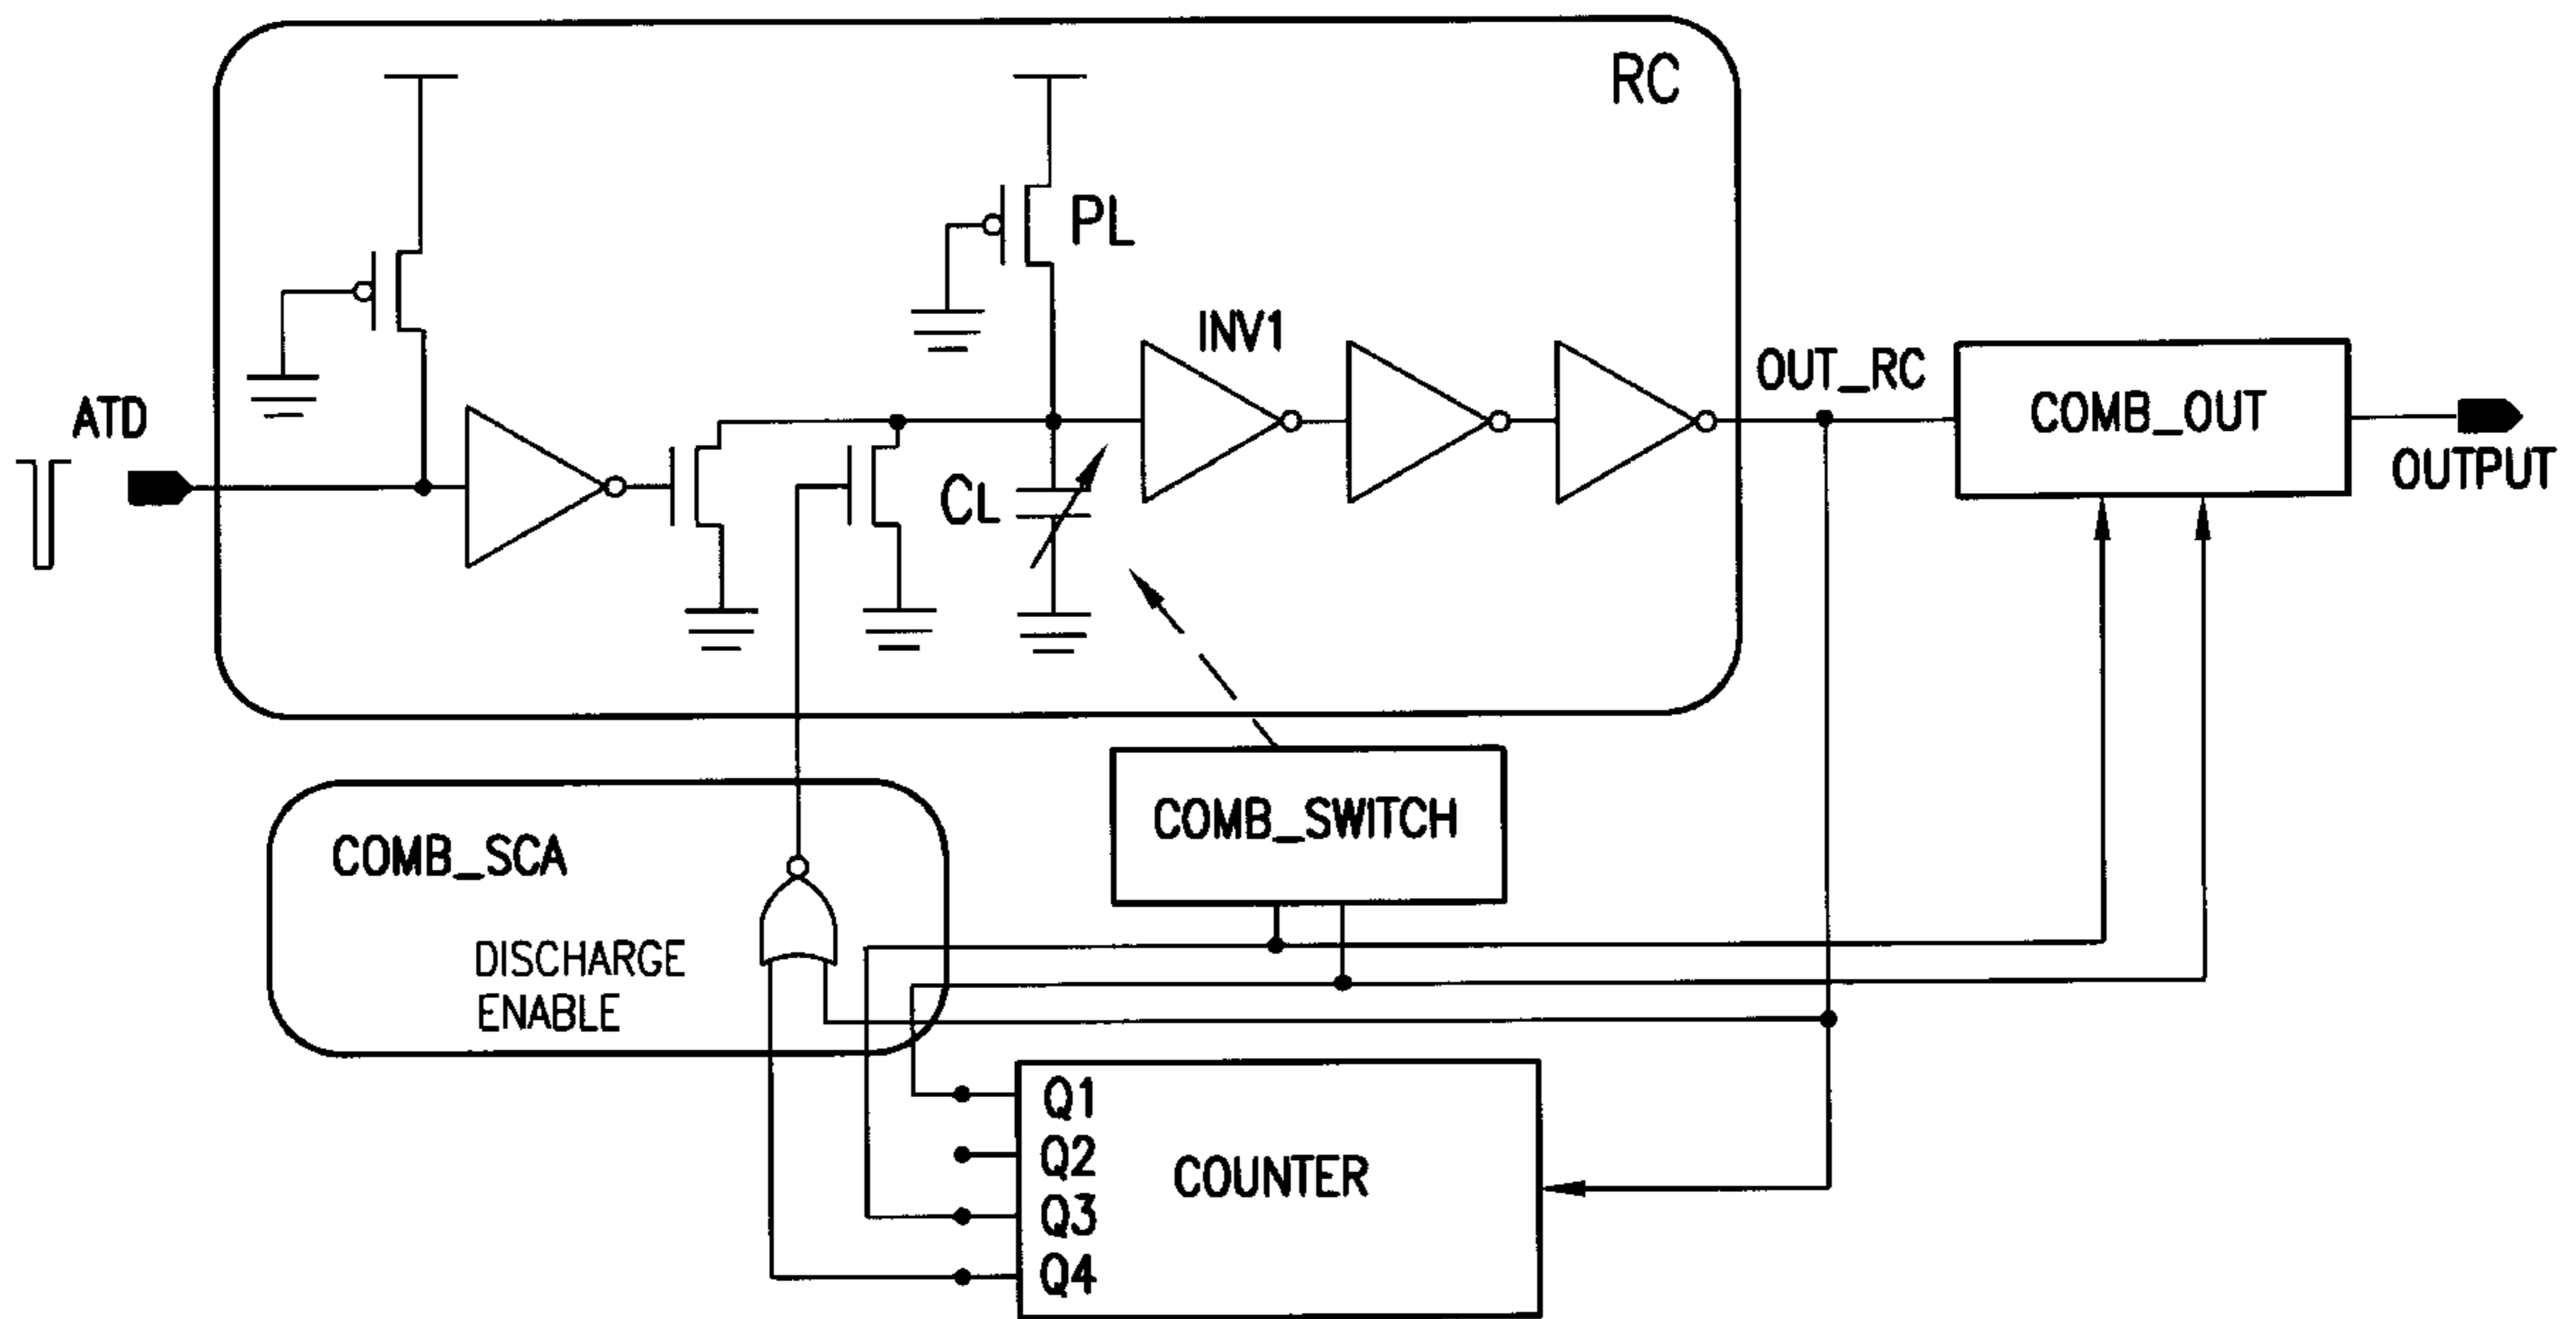 RC
PL
INV1
ATD
OUT_RC
COMB_OUT
OUTPUT
CL
COMB_SWITCH
COMB_SCA
DISCHARGE
ENABLE
Q1
Q2
COUNTER
Q3
Q4